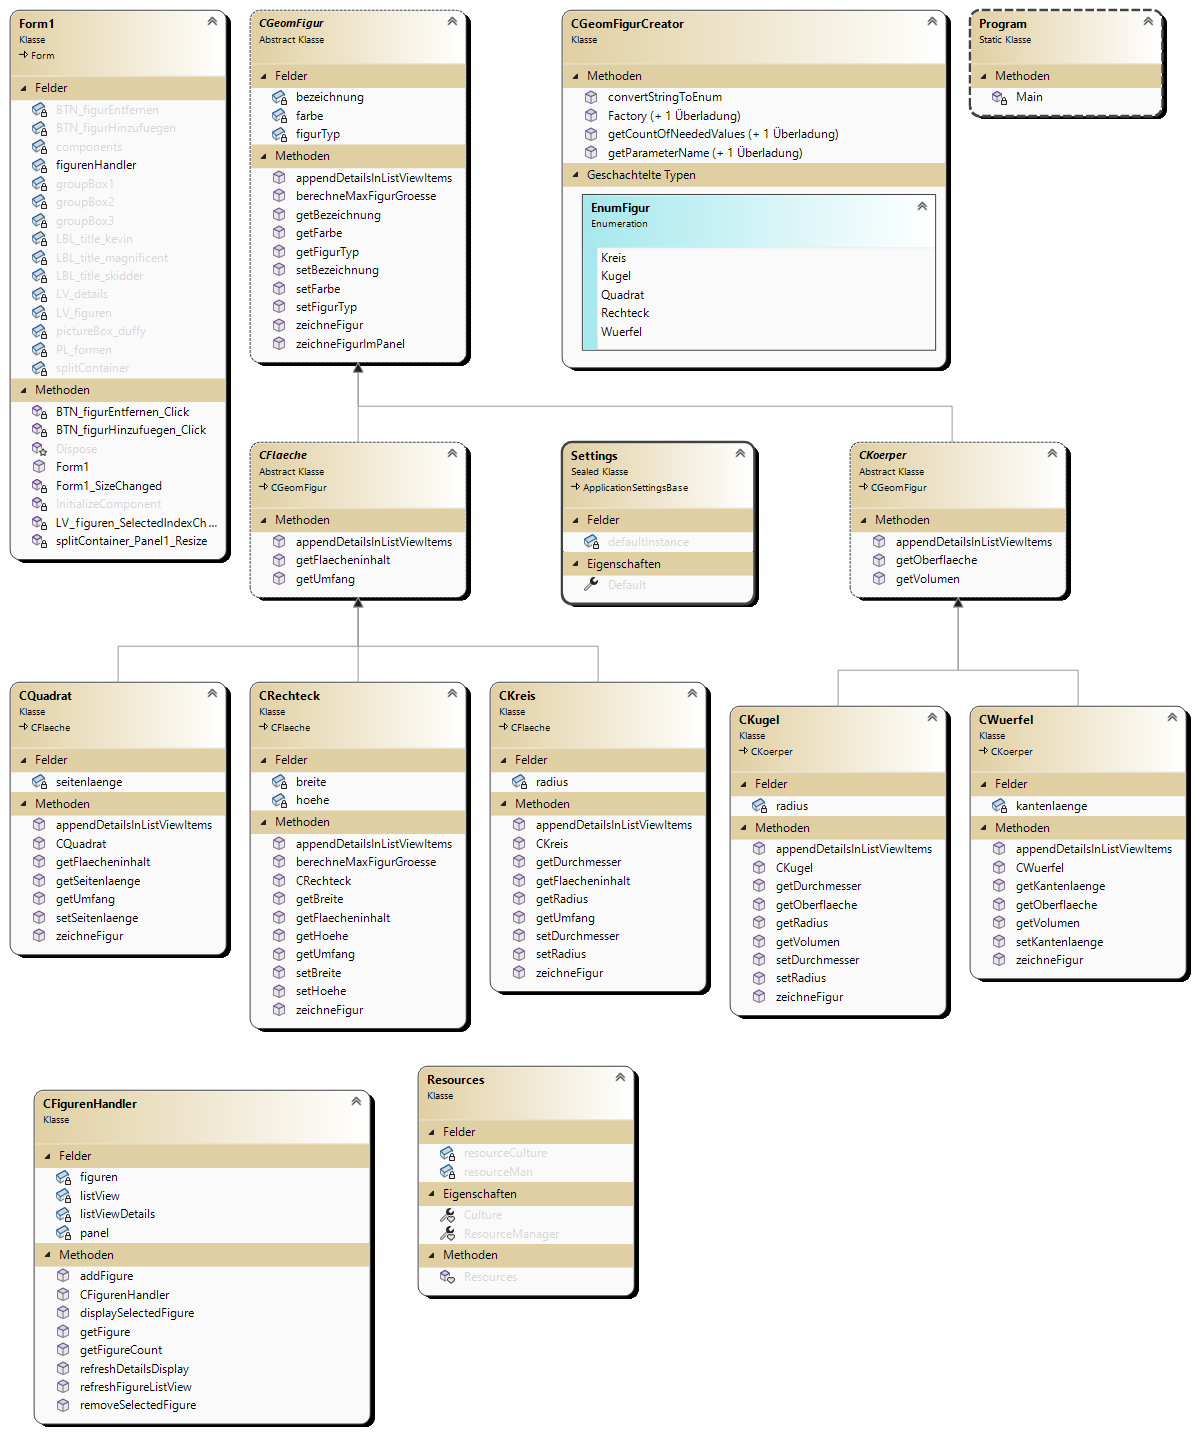 Form1
Klasse
Form
Felder
BTN_figurEntfernen
BTN_figurHinzufuegen
components
figurenHandler
groupBox1
groupBox2
groupBox3
LBL_title_kevin
LBL_title_magnificent
LBL_title_skidder
LV_details
LV_figuren
pictureBox_duffy
PL_formen
splitContainer
Methoden
BTN_figurEntfernen_Click
BTN_figurHinzufuegen_Click
Dispose
Form1
Form1_SizeChanged
InitializeComponent
LV_figuren_SelectedIndexCh...
splitContainer_Panel1_Resize
CGeomFigur
Abstract Klasse
Felder
bezeichnung
farbe
figurTyp
Methoden
appendDetailsInListViewItems
berechneMaxFigurGroesse
getBezeichnung
getFarbe
getFigurTyp
setBezeichnung
setFarbe
setFigurTyp
zeichneFigur
zeichneFigurImPanel
CGeomFigurCreator
Klasse
Methoden
convertStringToEnum
Factory (+ 1 Überladung)
getCountOfNeededValues (+ 1 Überladung)
getParameterName (+ 1 Überladung)
Geschachtelte Typen
EnumFigur
Enumeration
Kreis
Kugel
Quadrat
Rechteck
Wuerfel
Program
Static Klasse
Methoden
Main
CFlaeche
Abstract Klasse
CGeomFigur
Methoden
appendDetailsInListViewItems
getFlaecheninhalt
getUmfang
Settings
Sealed Klasse
ApplicationSettingsBase
Felder
defaultInstance
Eigenschaften
Default
CKoerper
Abstract Klasse
CGeomFigur
Methoden
appendDetailsInListViewItems
getOberflaeche
getVolumen
CQuadrat
Klasse
CFlaeche
Felder
seitenlaenge
Methoden
appendDetailsInListViewItems
CQuadrat
getFlaecheninhalt
getSeitenlaenge
getUmfang
setSeitenlaenge
zeichneFigur
CRechteck
Klasse
CFlaeche
Felder
breite
hoehe
Methoden
appendDetailsInListViewItems
berechneMaxFigurGroesse
CRechteck
getBreite
getFlaecheninhalt
getHoehe
getUmfang
setBreite
setHoehe
zeichneFigur
CKreis
Klasse
CFlaeche
Felder
radius
Methoden
appendDetailsInListViewItems
CKreis
getDurchmesser
getFlaecheninhalt
getRadius
getUmfang
setDurchmesser
setRadius
zeichneFigur
CKugel
Klasse
CKoerper
Felder
radius
Methoden
appendDetailsInListViewItems
CKugel
getDurchmesser
getOberflaeche
getRadius
getVolumen
setDurchmesser
setRadius
zeichneFigur
CWuerfel
Klasse
CKoerper
Felder
kantenlaenge
Methoden
appendDetailsInListViewItems
CWuerfel
getKantenlaenge
getOberflaeche
getVolumen
setKantenlaenge
zeichneFigur
CFigurenHandler
Klasse
Felder
figuren
listView
listViewDetails
panel
Methoden
addFigure
CFigurenHandler
displaySelectedFigure
getFigure
getFigureCount
refreshDetailsDisplay
refreshFigureListView
removeSelectedFigure
Resources
Klasse
Felder
resourceCulture
resourceMan
Eigenschaften
Culture
ResourceManager
Methoden
Resources